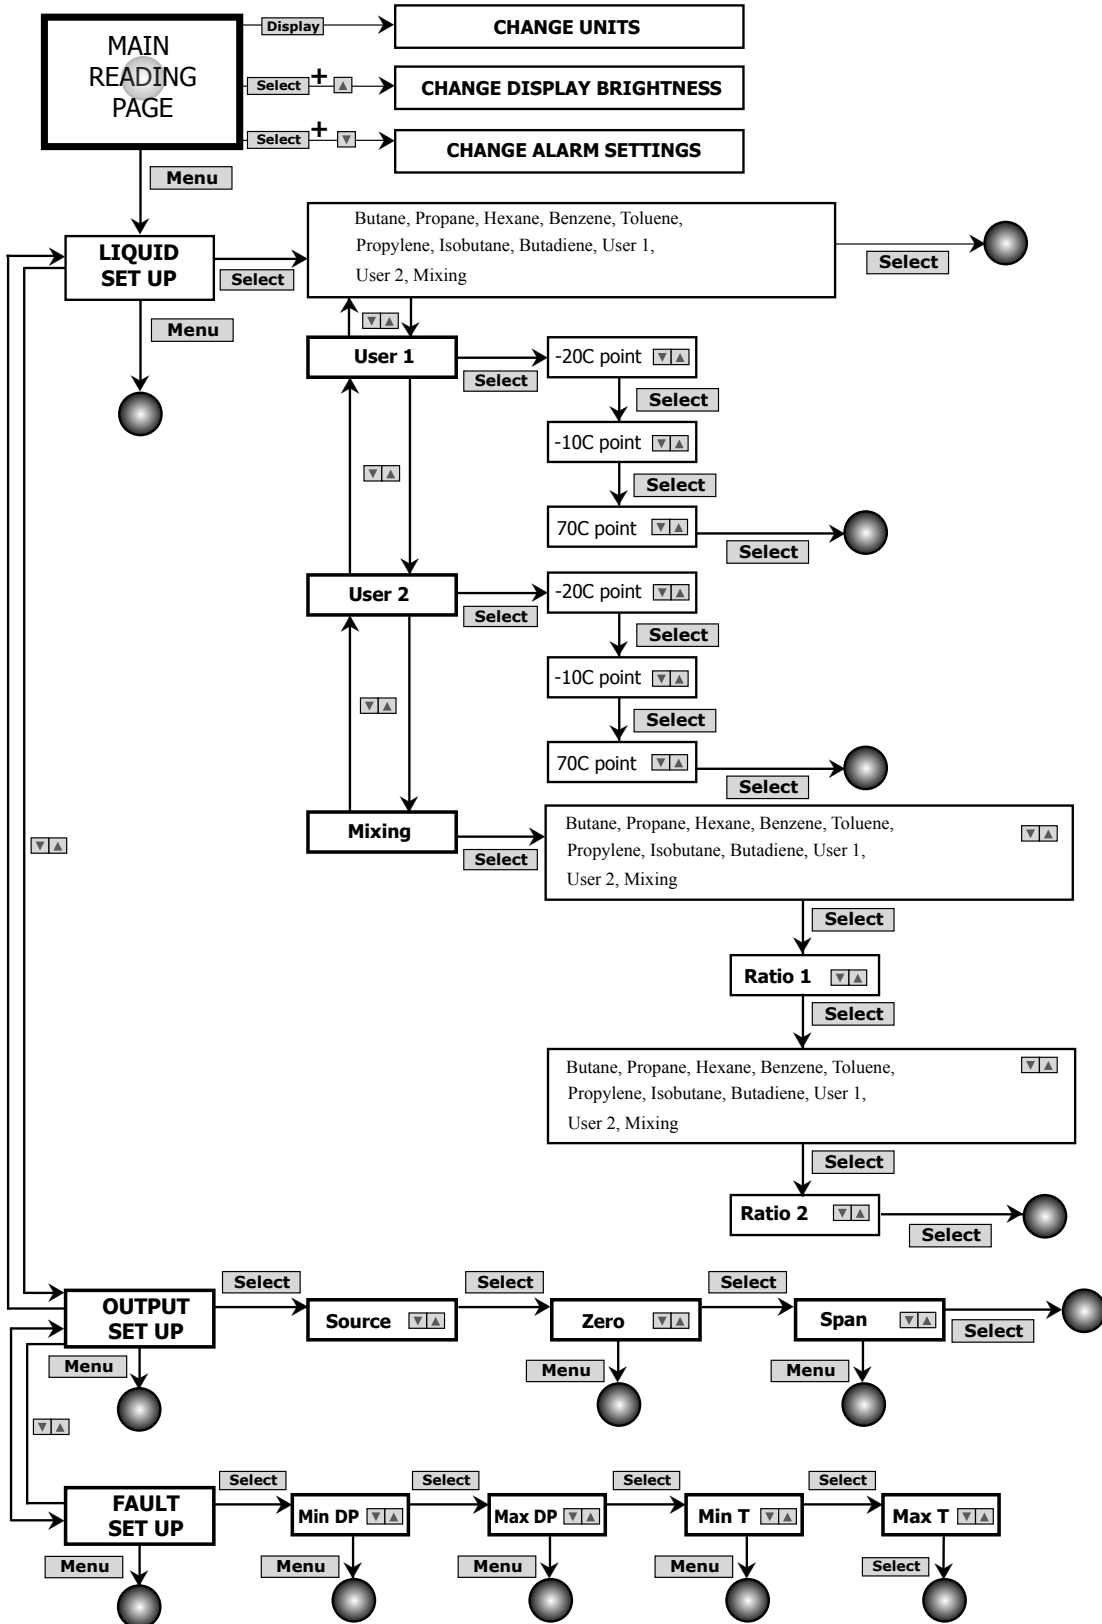 MAIN
READING
PAGE
Display
CHANGE UNITS
Select + ▲
CHANGE DISPLAY BRIGHTNESS
Select + ▼
CHANGE ALARM SETTINGS
Menu
LIQUID
SET UP
Select
Butane, Propane, Hexane, Benzene, Toluene,
Propylene, Isobutane, Butadiene, User 1,
User 2, Mixing
Select
Menu
▼▲
User 1
Select
-20C point ▼▲
Select
-10C point ▼▲
Select
70C point ▼▲
Select
▼▲
User 2
Select
-20C point ▼▲
Select
-10C point ▼▲
Select
70C point ▼▲
Select
▼▲
Mixing
Select
Butane, Propane, Hexane, Benzene, Toluene, ▼▲
Propylene, Isobutane, Butadiene, User 1,
User 2, Mixing
Select
Ratio 1 ▼▲
Select
Butane, Propane, Hexane, Benzene, Toluene, ▼▲
Propylene, Isobutane, Butadiene, User 1,
User 2, Mixing
Select
Ratio 2 ▼▲
Select
▼▲
OUTPUT
SET UP
Select
Source ▼▲
Select
Zero ▼▲
Select
Span ▼▲
Select
Menu
Menu
Menu
▼▲
FAULT
SET UP
Select
Min DP ▼▲
Select
Max DP ▼▲
Select
Min T ▼▲
Select
Max T ▼▲
Menu
Menu
Menu
Menu
Select